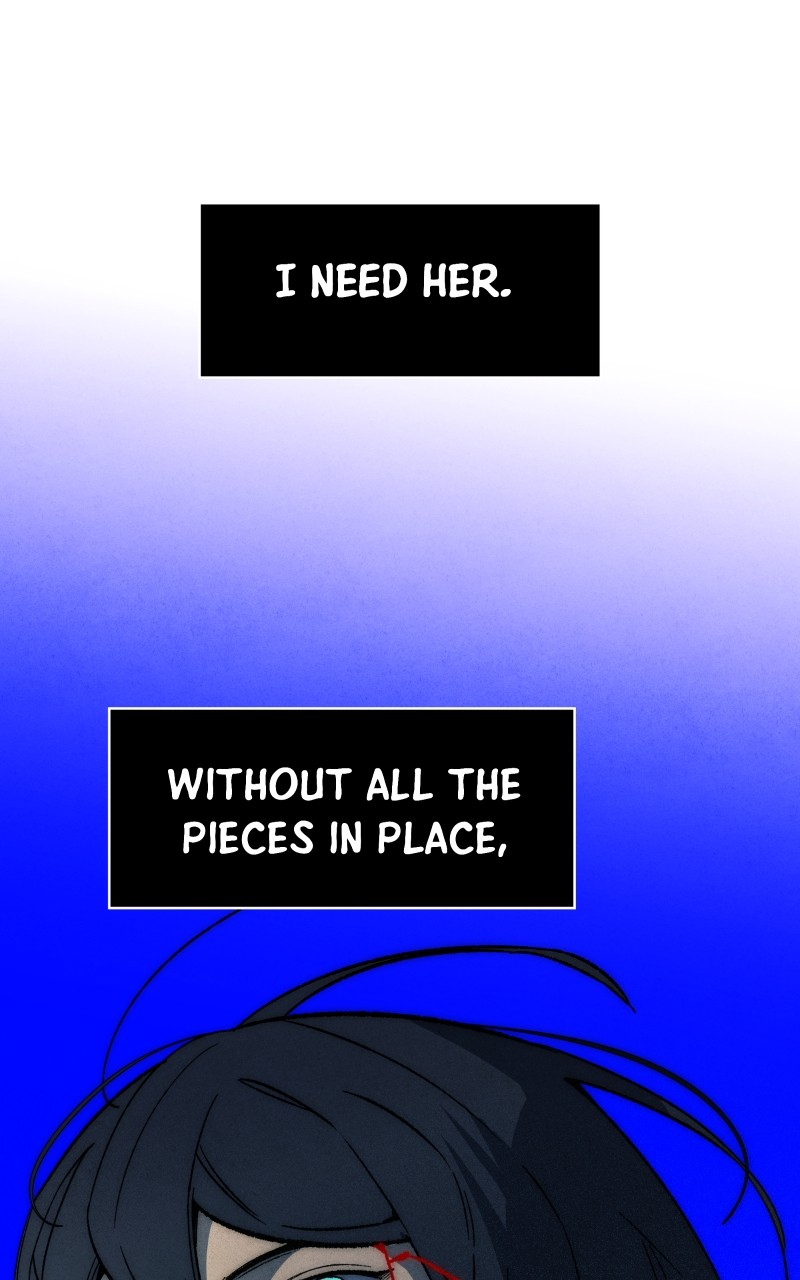 I NEED HER.
WITHOUT ALL THE
PIECES IN PLACE,